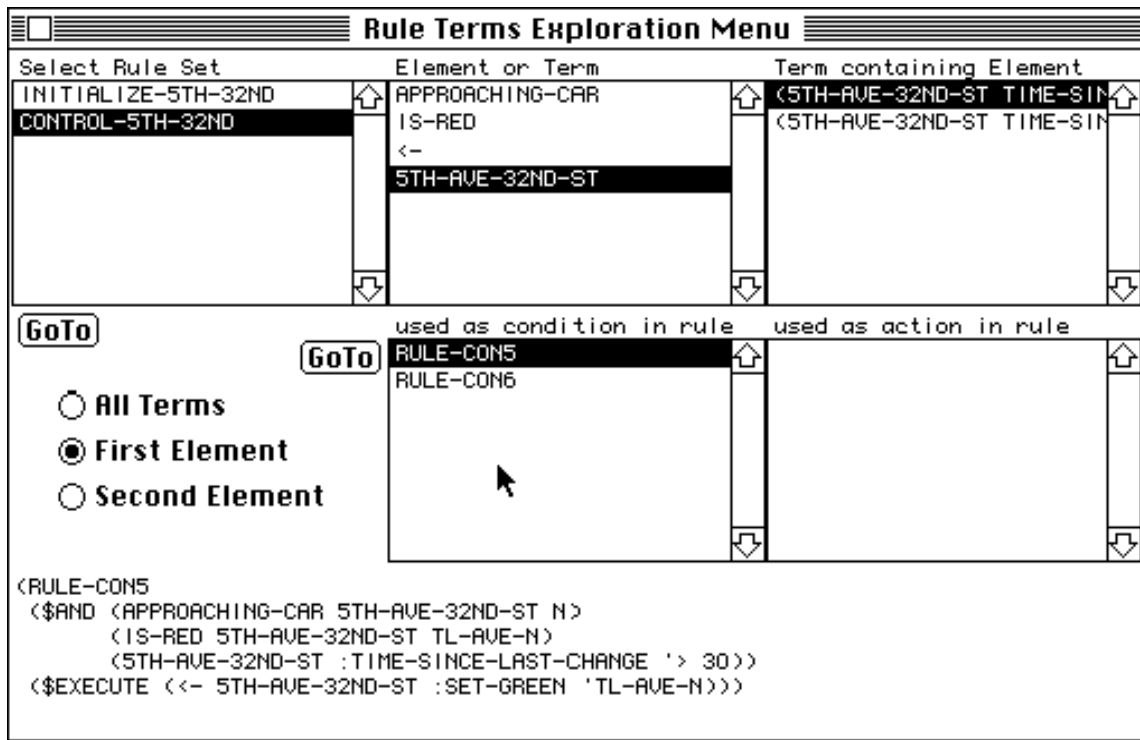 Rule Terms Exploration Menu
Select Rule Set
INITIALIZE-5TH-32ND
CONTROL-5TH-32ND
Element or Term
APPROACHING-CAR
IS-RED
<-
5TH-AVE-32ND-ST
Term containing Element
(5TH-AVE-32ND-ST TIME-SIN
(5TH-AVE-32ND-ST TIME-SIN
GoTo
GoTo
All Terms
First Element
Second Element
used as condition in rule
RULE-CON5
RULE-CON6
used as action in rule
(RULE-CON5
($AND (APPROACHING-CAR 5TH-AVE-32ND-ST N)
(IS-RED 5TH-AVE-32ND-ST TL-AVE-N)
(5TH-AVE-32ND-ST :TIME-SINCE-LAST-CHANGE '> 30))
($EXECUTE (<- 5TH-AVE-32ND-ST :SET-GREEN 'TL-AVE-N)))